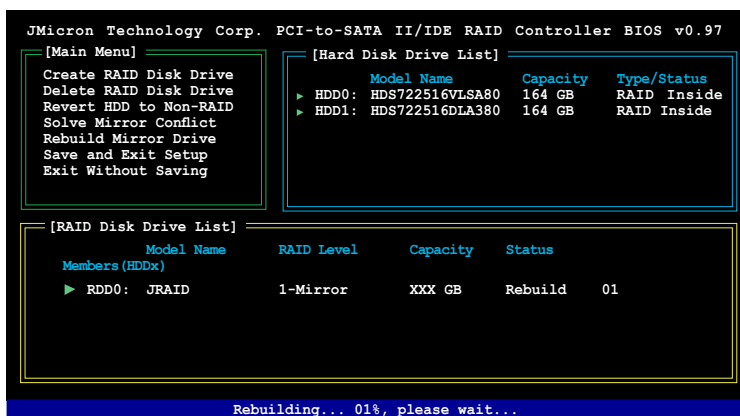 JMicron Technology Corp. PCI-to-SATA II/IDE RAID Controller BIOS v0.97
[Main Menu]
Create RAID Disk Drive
Delete RAID Disk Drive
Revert HDD to Non-RAID
Solve Mirror Conflict
Rebuild Mirror Drive
Save and Exit Setup
Exit Without Saving
[Hard Disk Drive List]
Model Name Capacity Type/Status
HDD0: HDS722516VLSA80 164 GB RAID Inside
HDD1: HDS722516DLA380 164 GB RAID Inside
[RAID Disk Drive List]
Model Name RAID Level Capacity Status
Members(HDDx)
RDD0: JRAID 1-Mirror XXX GB Rebuild 01
Rebuilding... 01%, please wait...